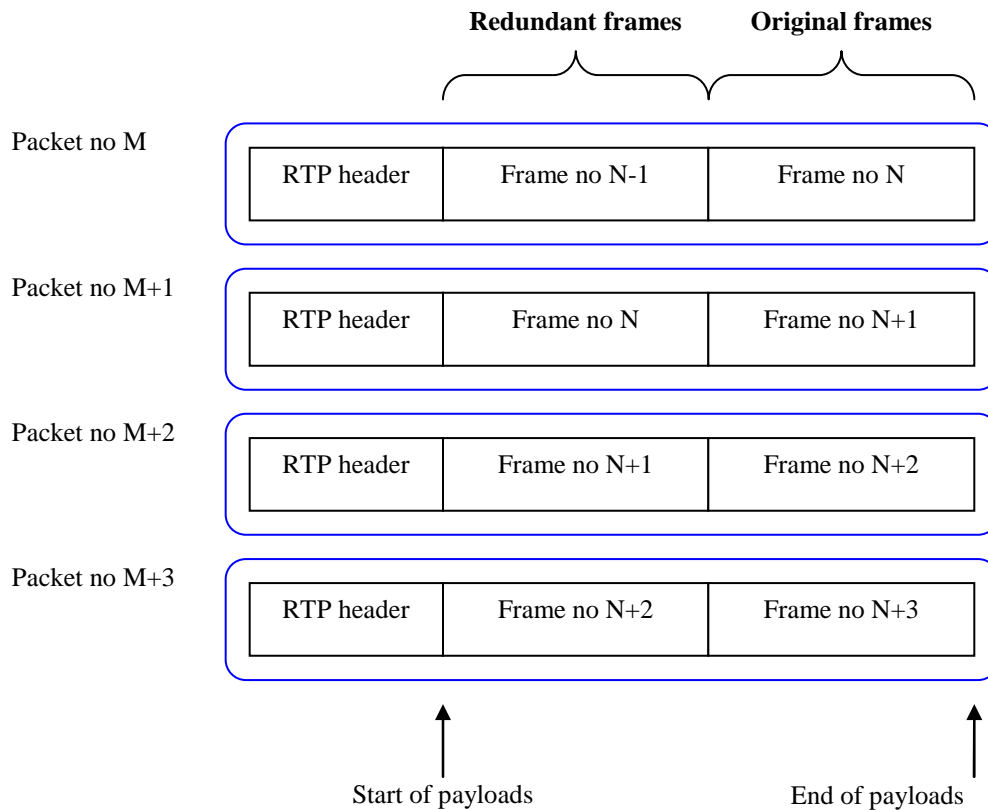 Redundant frames Original frames
Packet no M
RTP header Frame no N-1 Frame no N
Packet no M+1
RTP header Frame no N Frame no N+1
Packet no M+2
RTP header Frame no N+1 Frame no N+2
Packet no M+3
RTP header Frame no N+2 Frame no N+3
Start of payloads End of payloads